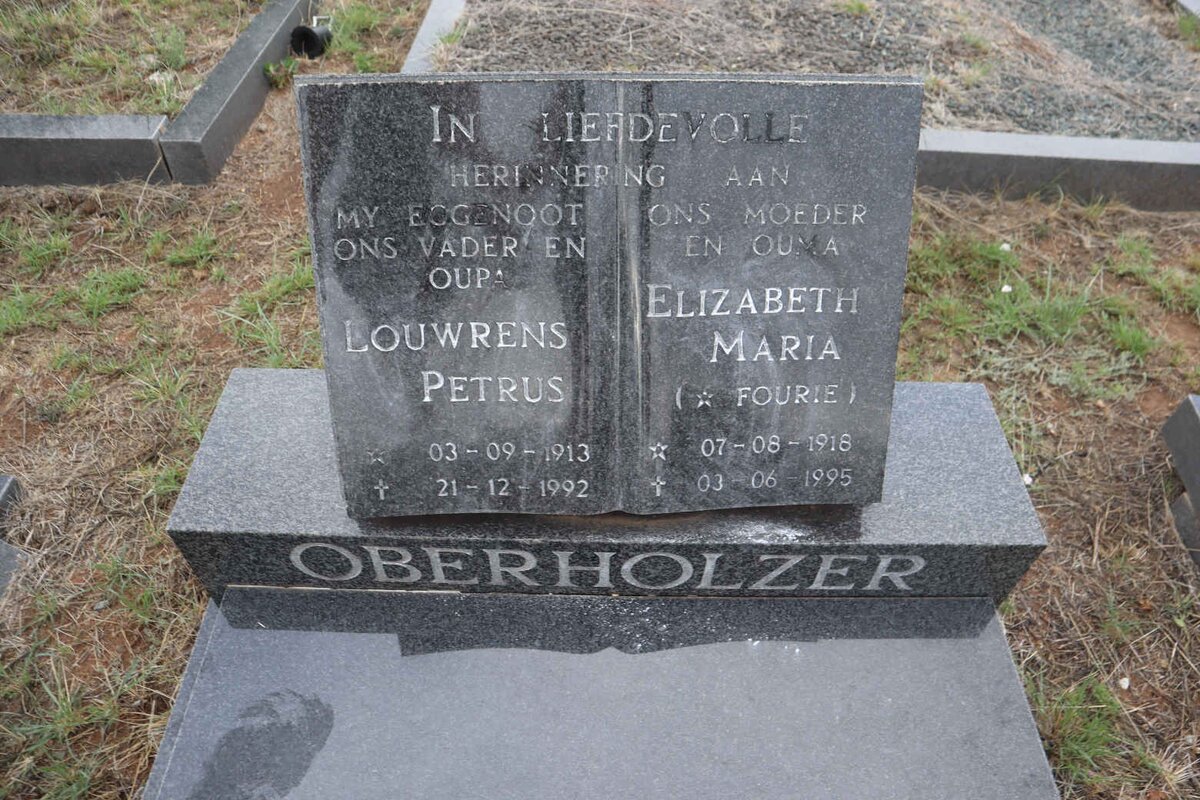 IN LIEFDEVOLLE
HERINNERING AAN
MY EGGENOOT
ONS VADER EN
OUPA
LOUWRENS
PETRUS
☆ 03-09-1913
✝ 21-12-1992
ONS MOEDER
EN OUMA
ELIZABETH
MARIA
(☆ FOURIE)
☆ 07-08-1918
✝ 03-06-1995
OBERHOLZER